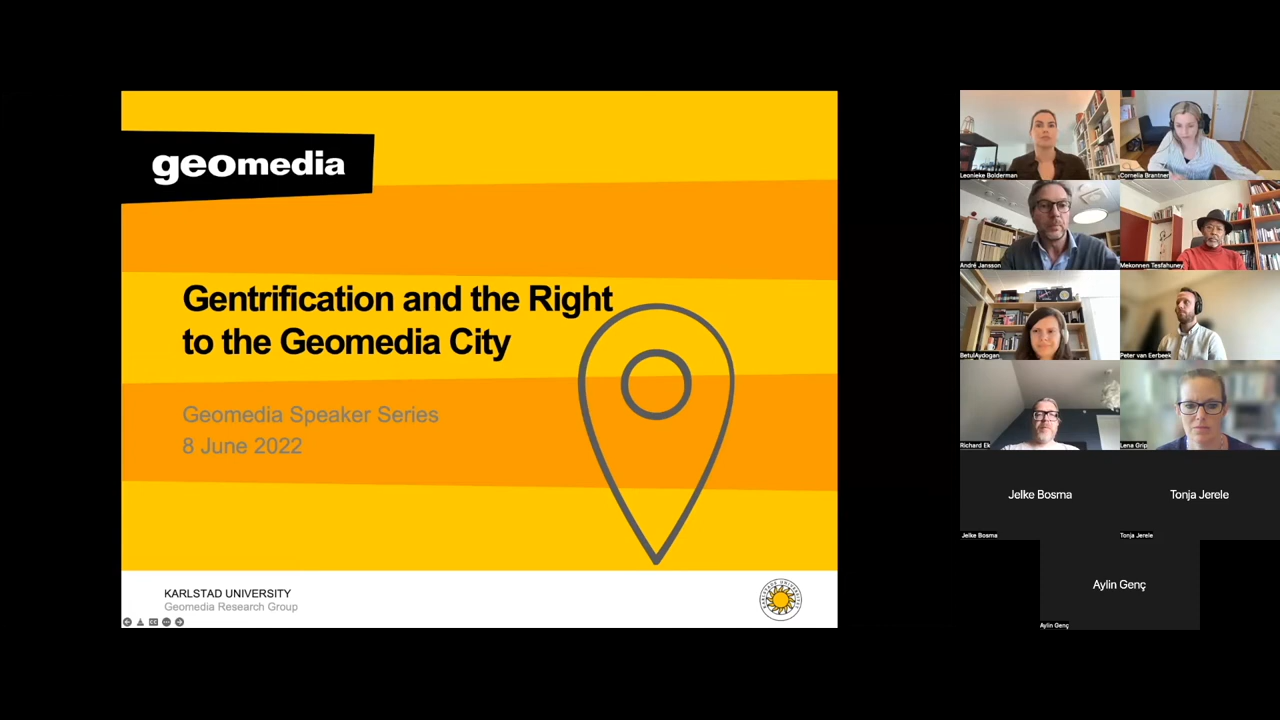 geomedia
Gentrification and the Right
to the Geomedia City
Geomedia Speaker Series
8 June 2022
KARLSTAD UNIVERSITY
Geomedia Research Group
Leonieke Bolderman
Cornelia Brantner
André Jansson
Mekonnen Tesfahuney
BetulAydogan
Peter van Eerbeek
Richard Ek
Lena Grip
Jelke Bosma
Jelke Bosma
Tonja Jerele
Tonja Jerele
Aylin Genç
Aylin Genç